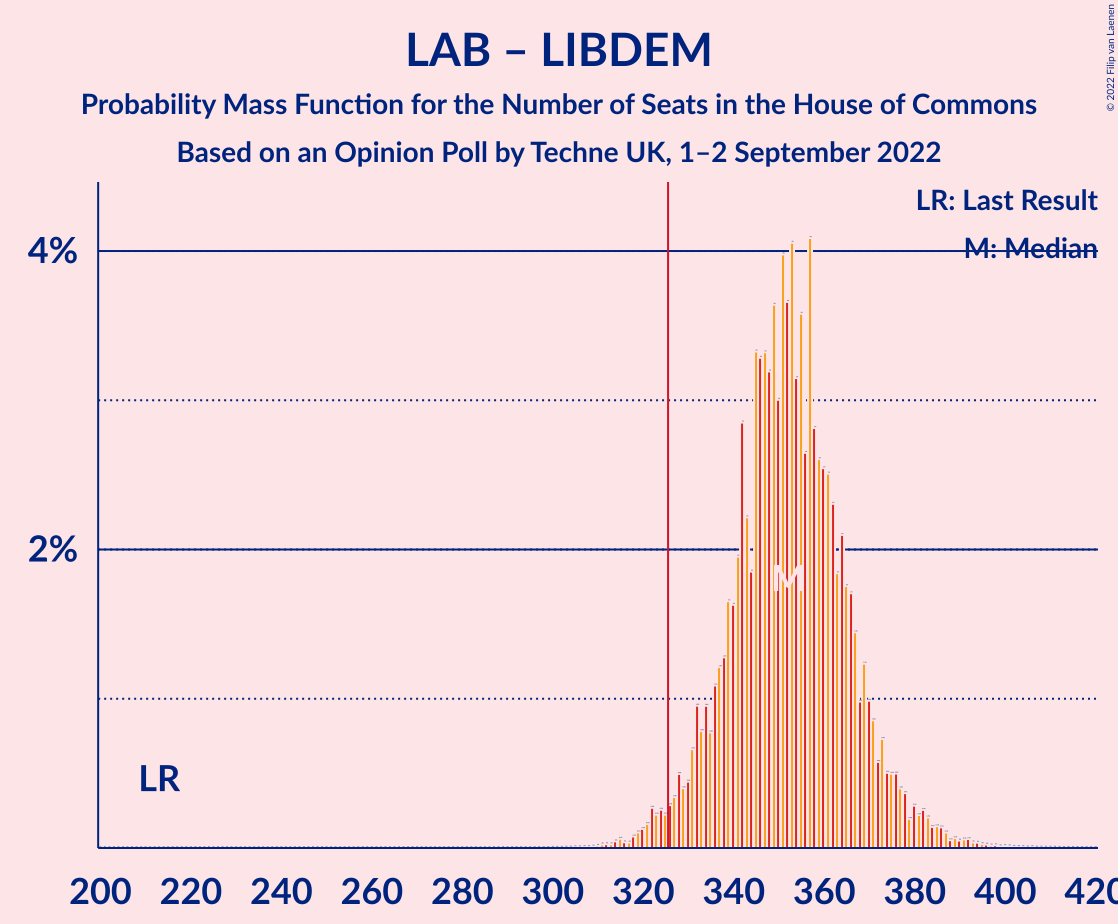 LAB – LIBDEM
Probability Mass Function for the Number of Seats in the House of Commons
Based on an Opinion Poll by Techne UK, 1–2 September 2022
© 2022 Filip van Laenen
LR: Last Result
M: Median
4%
2%
M
LR
200 220 240 260 280 300 320 340 360 380 400 420